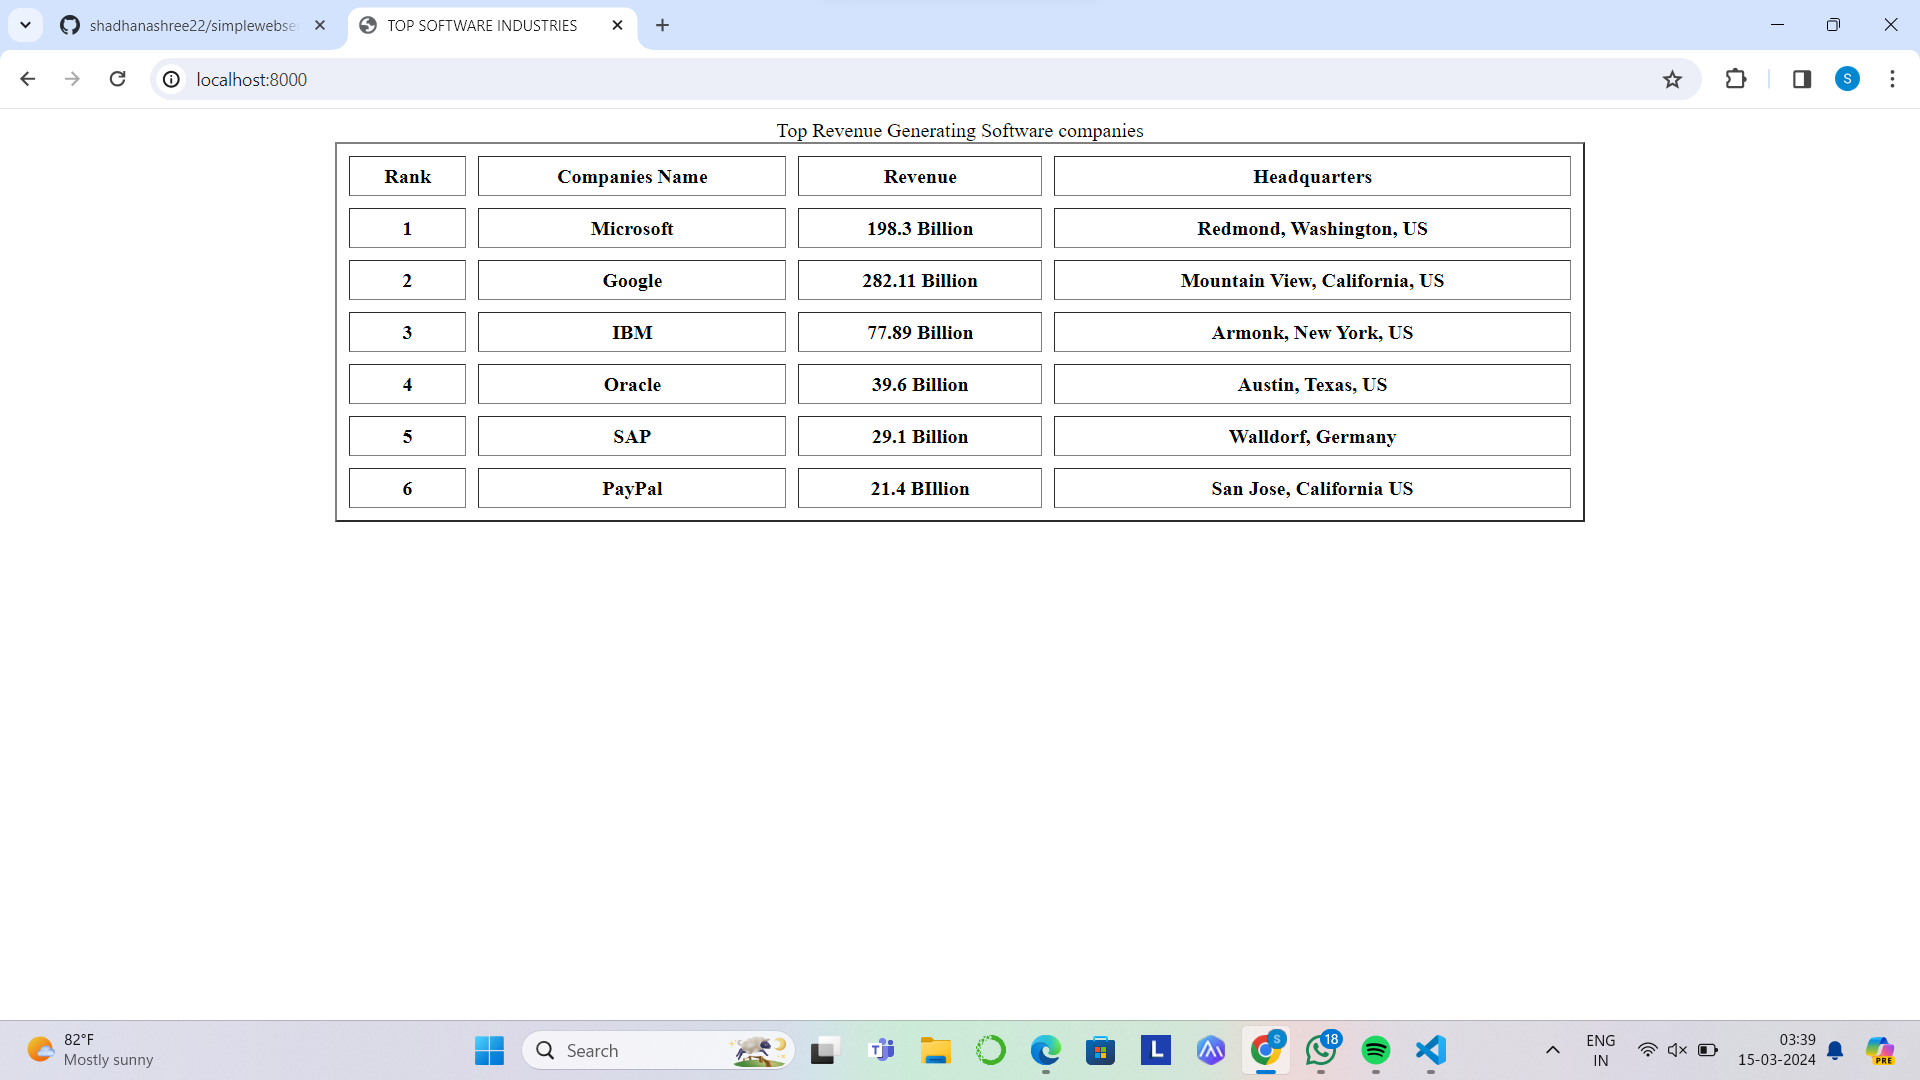 shadhanashree22/simplewebse
TOP SOFTWARE INDUSTRIES
localhost:8000
S
Top Revenue Generating Software companies
Rank Companies Name Revenue Headquarters
1 Microsoft 198.3 Billion Redmond, Washington, US
2 Google 282.11 Billion Mountain View, California, US
3 IBM 77.89 Billion Armonk, New York, US
4 Oracle 39.6 Billion Austin, Texas, US
5 SAP 29.1 Billion Walldorf, Germany
6 PayPal 21.4 BIllion San Jose, California US
82°F
Mostly sunny
Search
T
L
S
18
ENG
IN
03:39
15-03-2024
PRE